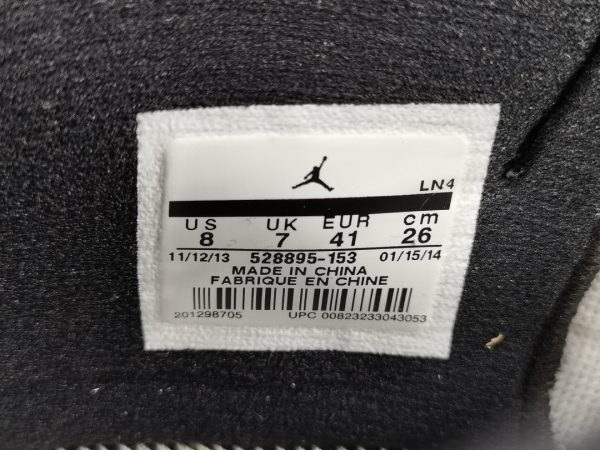 LN4
US UK EUR cm
8 7 41 26
11/12/13 528895-153 01/15/14
MADE IN CHINA
FABRIQUE EN CHINE
201298705 UPC 00823233043053